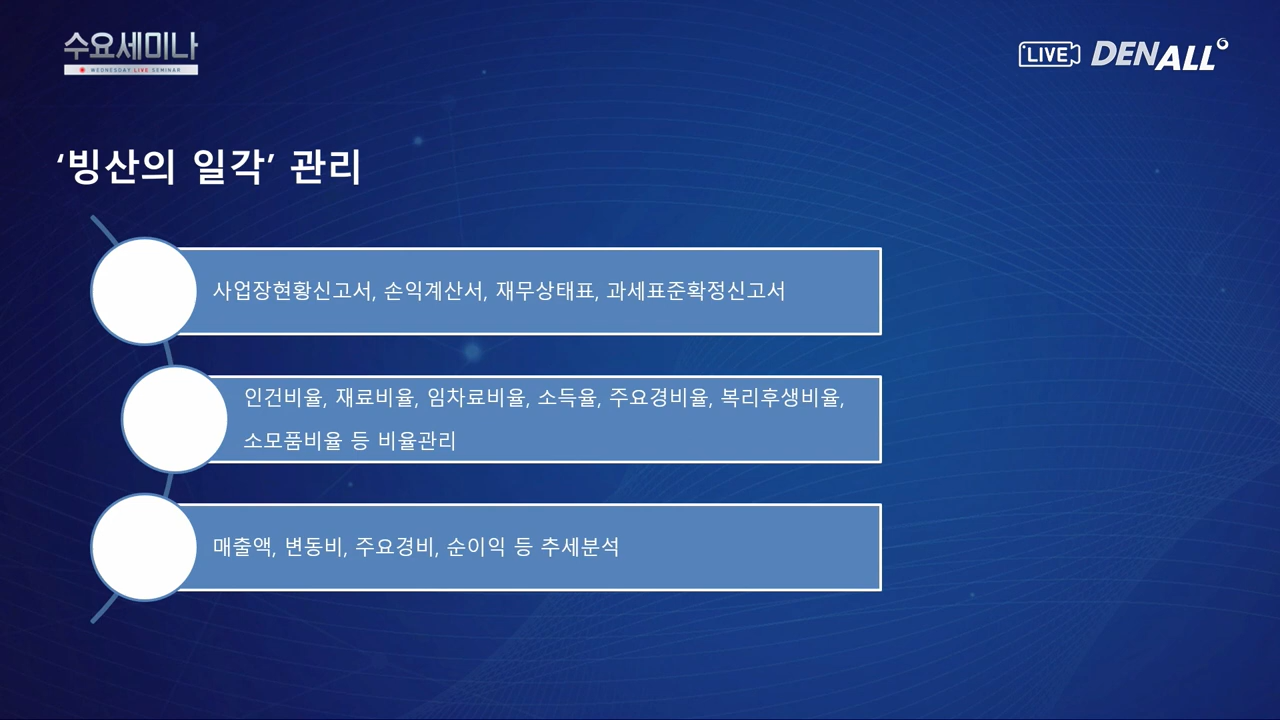 수요세미나
WEDNESDAY LIVE SEMINAR
LIVE DENALL
‘빙산의 일각’ 관리
사업장현황신고서, 손익계산서, 재무상태표, 과세표준확정신고서
인건비율, 재료비율, 임차료비율, 소득율, 주요경비율, 복리후생비율,
소모품비율 등 비율관리
매출액, 변동비, 주요경비, 순이익 등 추세분석